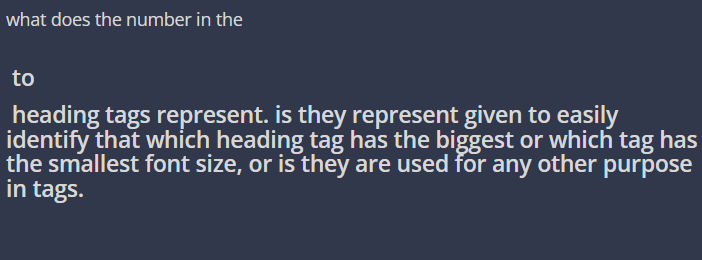 what does the number in the
to
heading tags represent. is they represent given to easily
identify that which heading tag has the biggest or which tag has
the smallest font size, or is they are used for any other purpose
in tags.